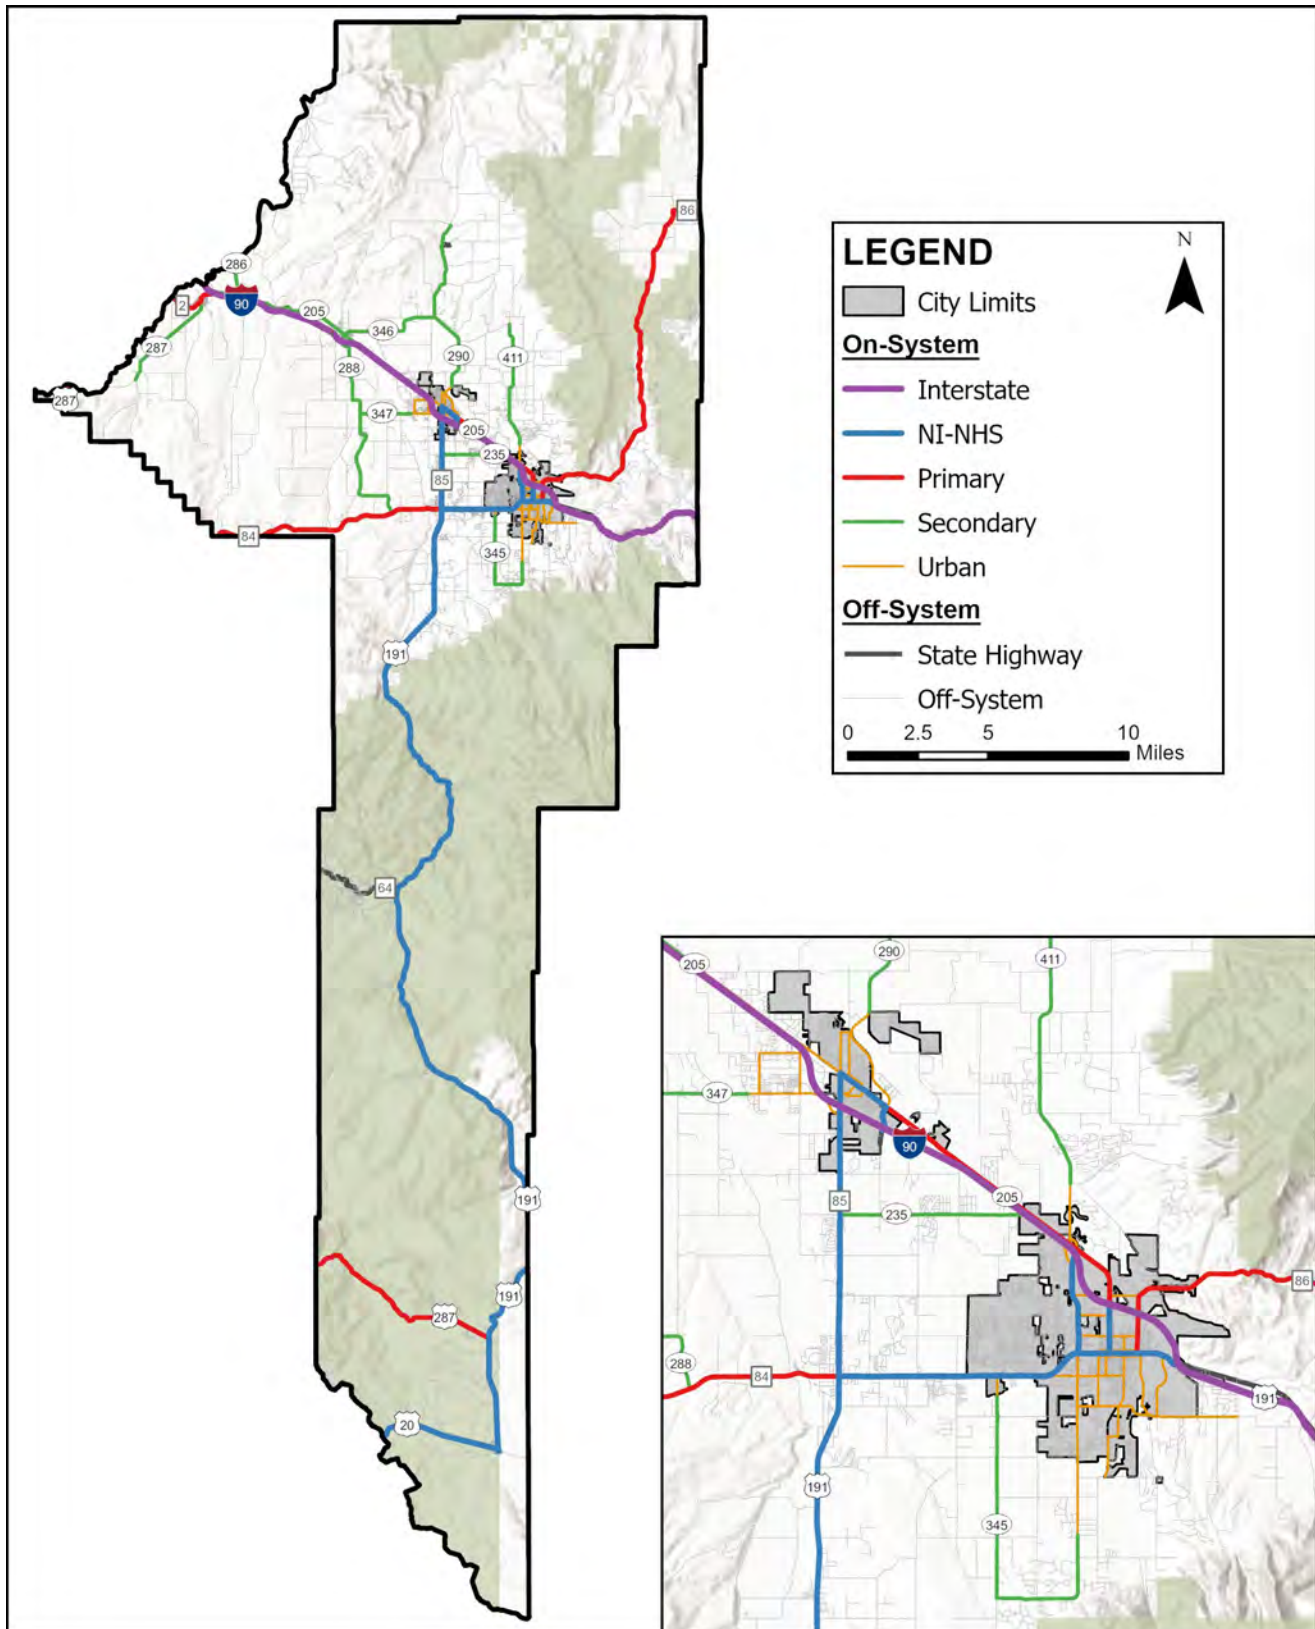 86
286
2
90
205
287
346
290
411
288
287
347
205
235
85
84
345
191
64
191
191
287
20
LEGEND
N
City Limits
On-System
Interstate
NI-NHS
Primary
Secondary
Urban
Off-System
State Highway
Off-System
0 2.5 5 10
Miles
205
290
411
347
90
85
205
235
86
288
84
191
191
345